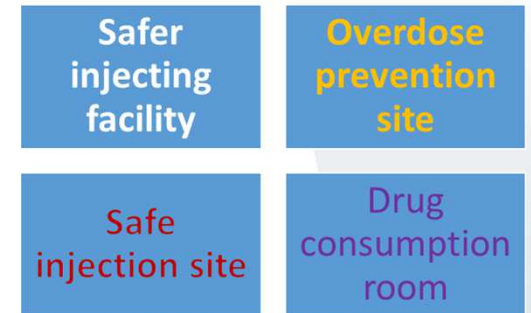 Safer
injecting
facility
Overdose
prevention
site
Safe
injection site
Drug
consumption
room